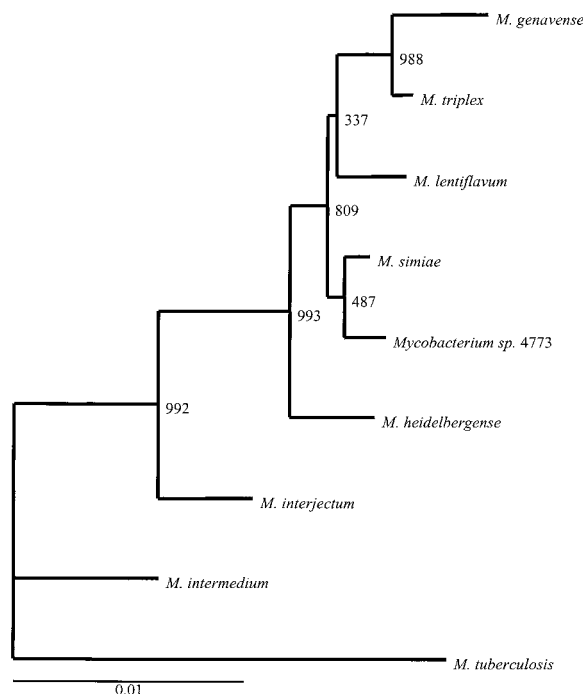 M. genavense
988
M. triplex
337
M. lentiflavum
809
M. simiae
487
993
Mycobacterium sp. 4773
992
M. heidelbergense
M. interjectum
M. intermedium
M. tuberculosis
0.01